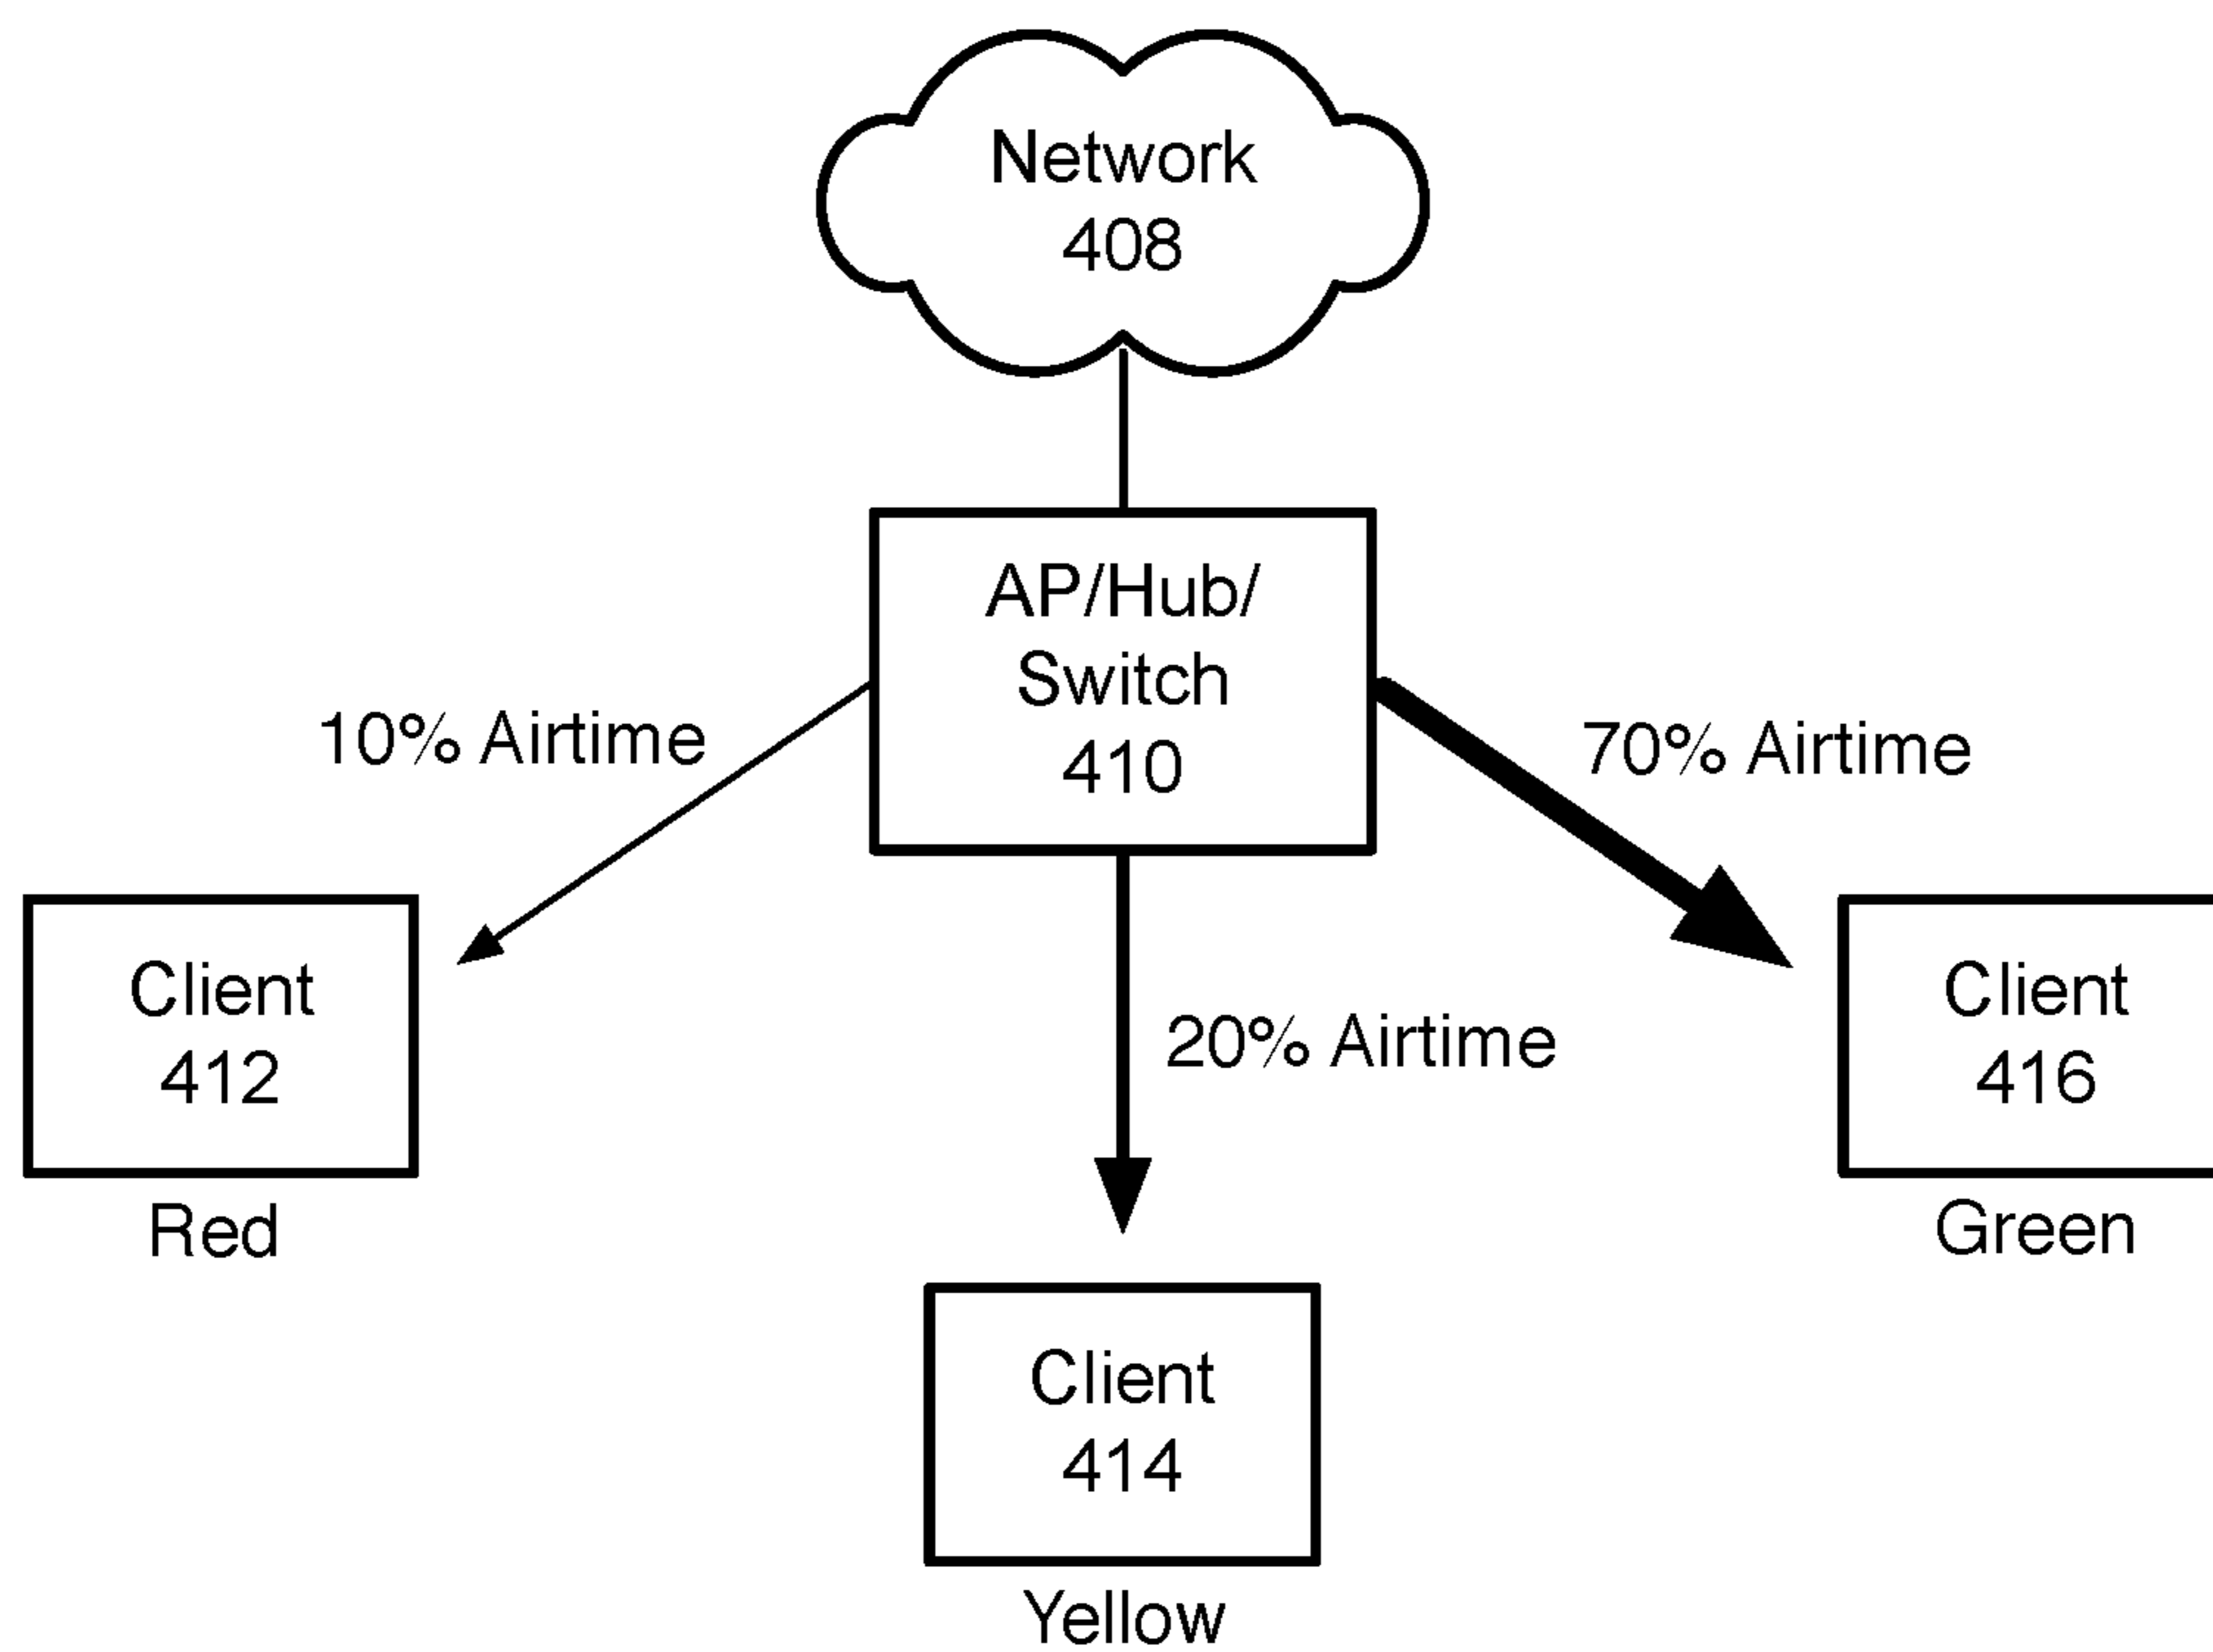 Network
408
AP/Hub/
Switch
410
10% Airtime
70% Airtime
20% Airtime
Client
412
Red
Client
416
Green
Client
414
Yellow